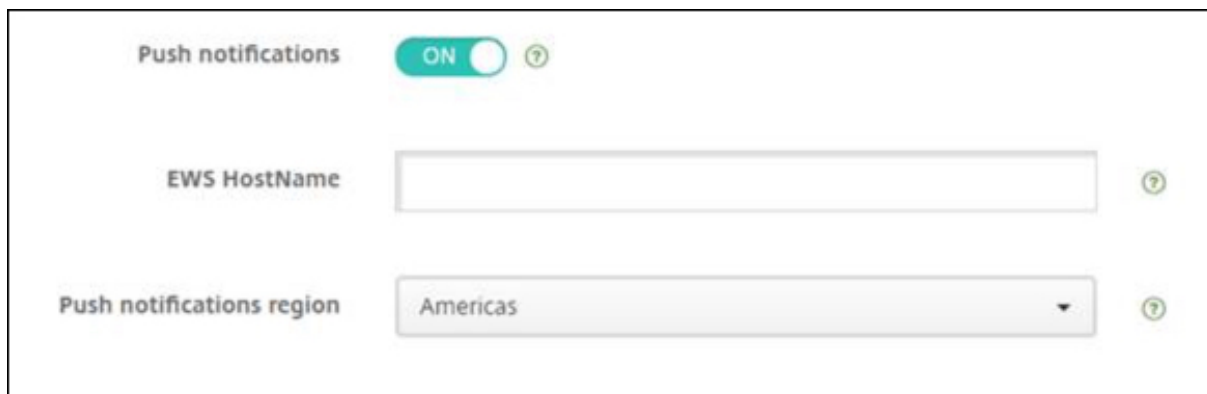 Push notifications ON ?
EWS HostName ?
Push notifications region Americas ?